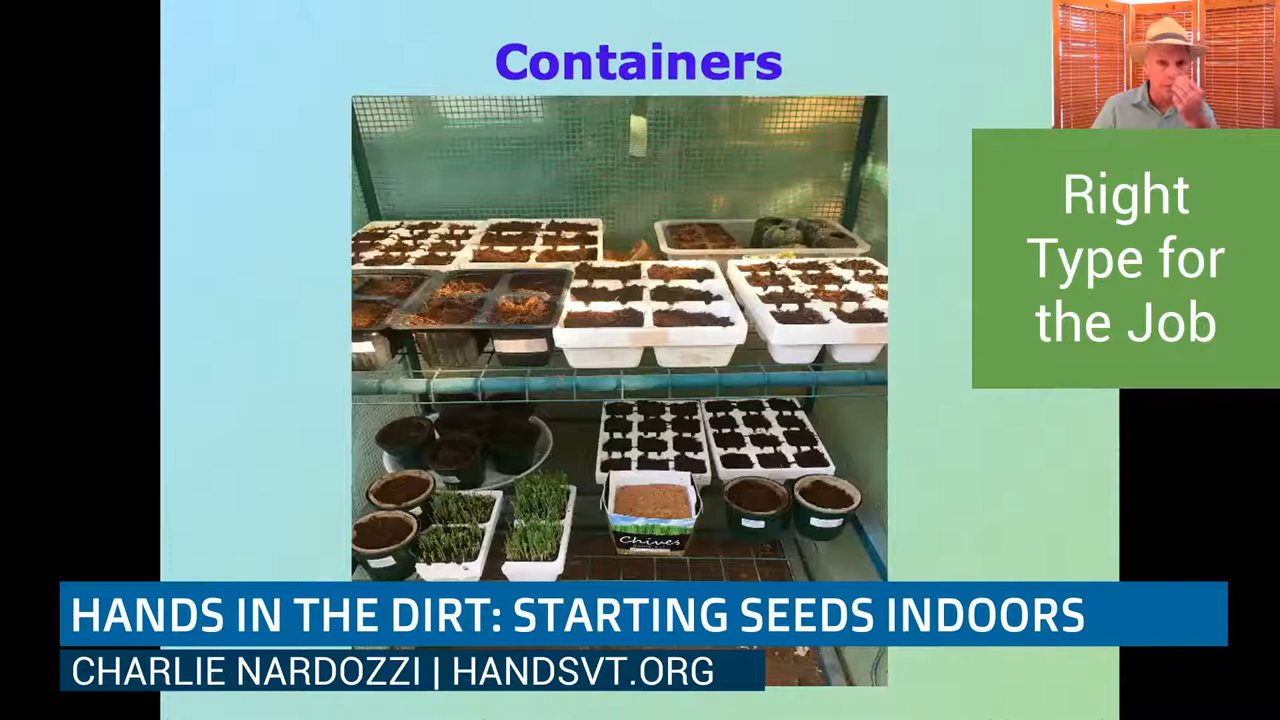 Containers
Right
Type for
the Job
Chives
HANDS IN THE DIRT: STARTING SEEDS INDOORS
CHARLIE NARDOZZI | HANDSVT.ORG